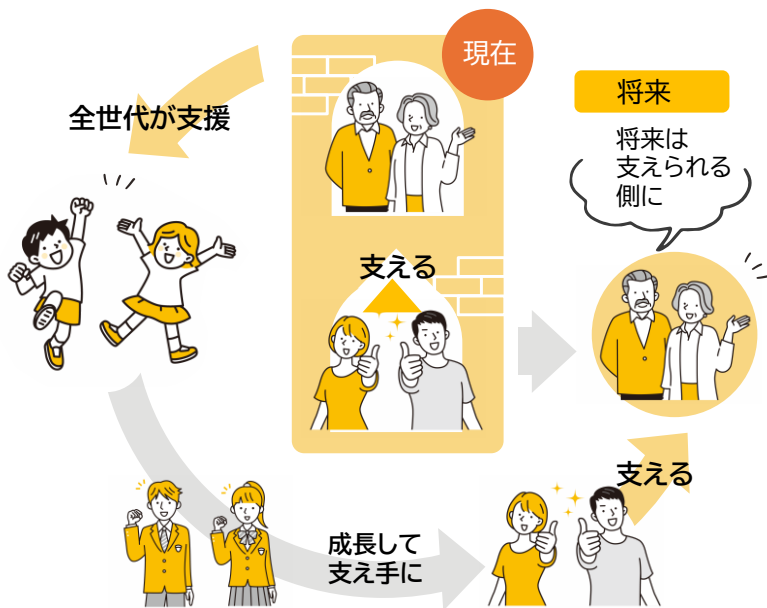 現在
全世代が支援
支える
将来
将来は
支えられる
側に
支える
成長して
支え手に